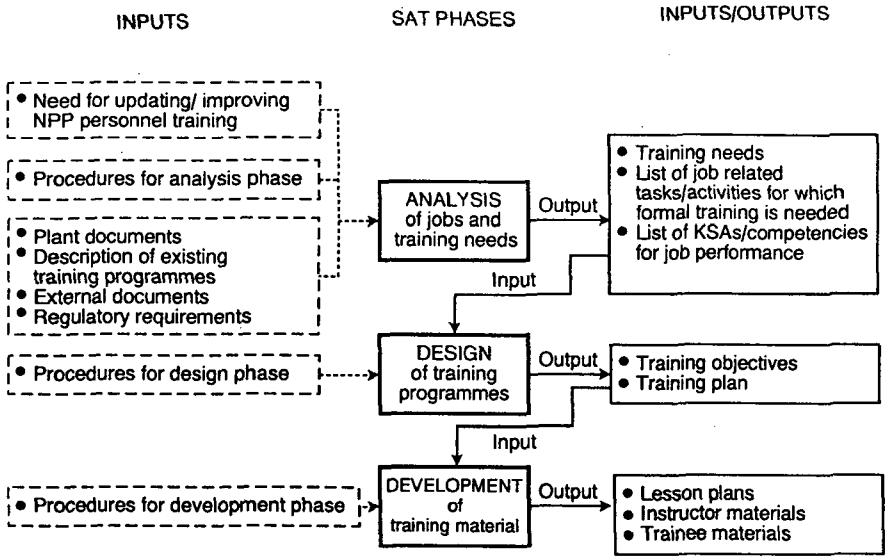 INPUTS
SAT PHASES
INPUTS/OUTPUTS
• Need for updating/ improving
NPP personnel training
• Procedures for analysis phase
• Plant documents
• Description of existing
training programmes
• External documents
• Regulatory requirements
ANALYSIS
of jobs and
training needs
Output
• Training needs
• List of job related
tasks/activities for which
formal training is needed
• List of KSAs/competencies
for job performance
Input
• Procedures for design phase
DESIGN
of training
programmes
Output
• Training objectives
• Training plan
Input
• Procedures for development phase
DEVELOPMENT
of
training material
Output
• Lesson plans
• Instructor materials
• Trainee materials